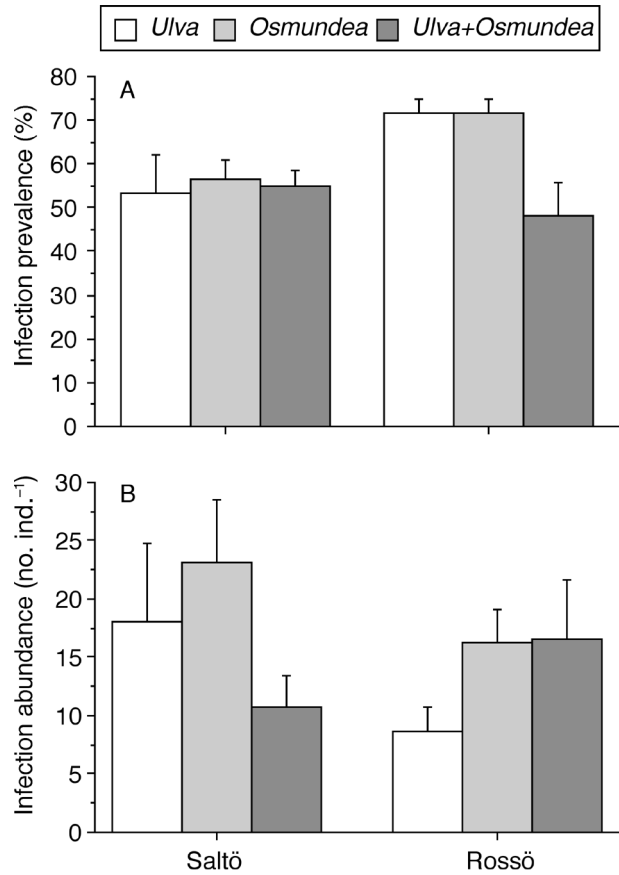 Ulva Osmundea Ulva+Osmundea
A
Infection prevalence (%)
80
70
60
50
40
30
20
10
0
B
Infection abundance (no. ind.⁻¹)
30
25
20
15
10
5
0
Saltö Rossö